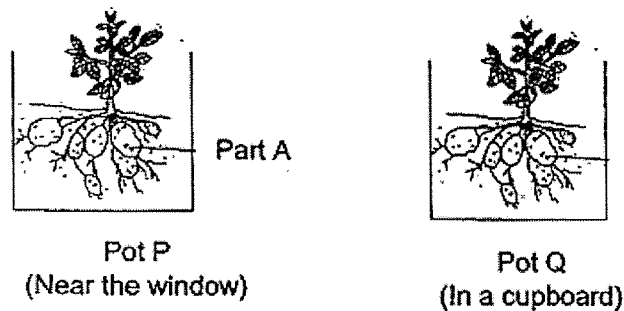 Part A
Pot P
(Near the window)
Pot Q
(In a cupboard)